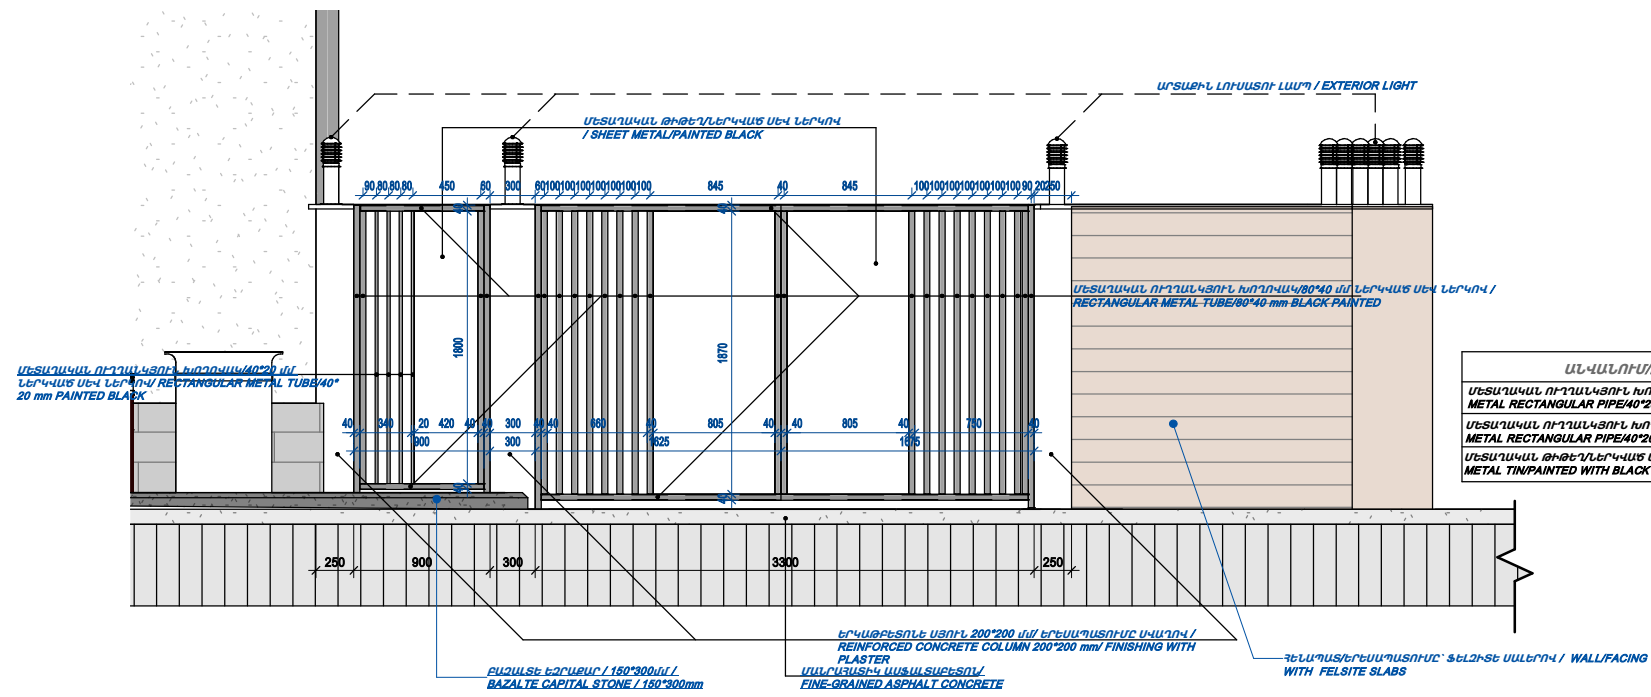 ԱՐՏԱՔԻՆ ԼՈՒՍԱՏՈՒ ԼԱՄՊ / EXTERIOR LIGHT
ՄԵՏԱՂԱԿԱՆ ԹԻԹԵՂ/ՆԵՐԿՎԱԾ ՍԵՎ ՆԵՐԿՈՎ
/ SHEET METAL/PAINTED BLACK
90 80 80 80 450 80 300 60 100 100 100 100 100 100 100 845 40 845 100 100 100 100 100 100 100 90 20 250
40 40
ՄԵՏԱՂԱԿԱՆ ՈՒՂՂԱՆԿՅՈՒՆ ԽՈՂՈՎԱԿ/80*40 մմ ՆԵՐԿՎԱԾ ՍԵՎ ՆԵՐԿՈՎ /
RECTANGULAR METAL TUBE/80*40 mm BLACK PAINTED
1800 1870
ՄԵՏԱՂԱԿԱՆ ՈՒՂՂԱՆԿՅՈՒՆ ԽՈՂՈՎԱԿ/40*20 մմ
ՆԵՐԿՎԱԾ ՍԵՎ ՆԵՐԿՈՎ/ RECTANGULAR METAL TUBE/40*
20 mm PAINTED BLACK
ԱՆՎԱՆՈՒՄ/
ՄԵՏԱՂԱԿԱՆ ՈՒՂՂԱՆԿՅՈՒՆ ԽՈ
METAL RECTANGULAR PIPE/40*2
ՄԵՏԱՂԱԿԱՆ ՈՒՂՂԱՆԿՅՈՒՆ ԽՈ
METAL RECTANGULAR PIPE/40*20
ՄԵՏԱՂԱԿԱՆ ԹԻԹԵՂ/ՆԵՐԿՎԱԾ
METAL TIN/PAINTED WITH BLACK
40 340 20 420 40 300 40 660 40 805 40 40 805 40 750 40
900 300 1625 1675
40 40
250 900 300 3300 250
ԵՐԿԱԹԲԵՏՈՆԵ ՍՅՈՒՆ 200*200 մմ/ ԵՐԵՍԱՊԱՏՈՒՄԸ ՍՎԱՂՈՎ /
REINFORCED CONCRETE COLUMN 200*200 mm/ FINISHING WITH
PLASTER
ԲԱԶԱԼՏԵ ԵԶՐԱՔԱՐ / 150*300մմ /
BAZALTE CAPITAL STONE / 150*300mm
ՄԱՆՐԱՀԱՏԻԿ ԱՍՖԱԼՏԱԲԵՏՈՆ/
FINE-GRAINED ASPHALT CONCRETE
ՀԵՆԱՊԱՏ/ԵՐԵՍԱՊԱՏՈՒՄԸ՝ ՖԵԼԶԻՏԵ ՍԱԼԵՐՈՎ / WALL/FACING
WITH FELSITE SLABS